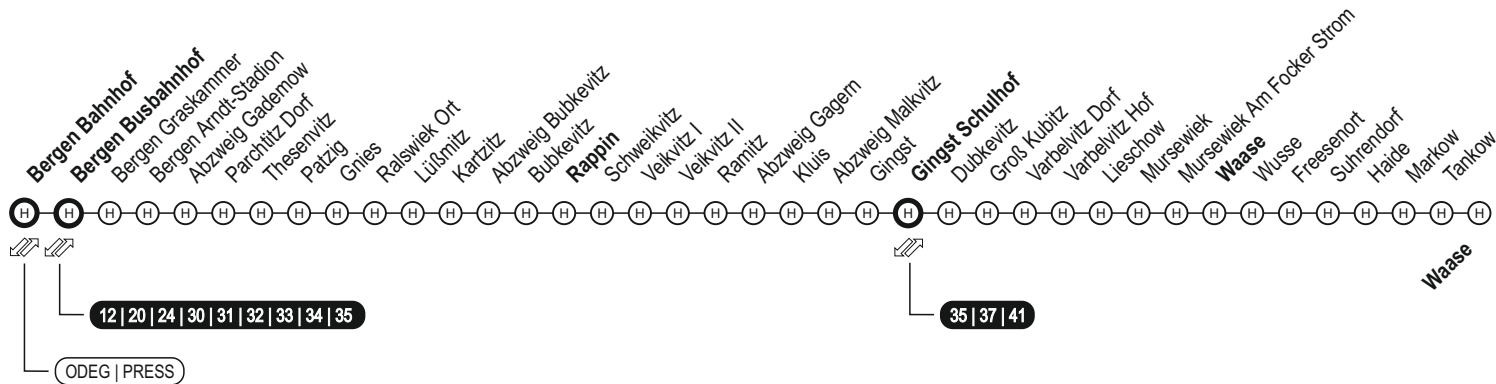 Bergen Bahnhof
Bergen Busbahnhof
Bergen Graskammer
Bergen Arndt-Stadion
Abzweig Gademow
Parchtitz Dorf
Thesenvitz
Patzig
Gnies
Ralswiek Ort
Lüßmitz
Kartzitz
Abzweig Bubkevitz
Bubkevitz
Rappin
Schweikvitz
Veikvitz I
Veikvitz II
Ramitz
Abzweig Gagern
Kluis
Abzweig Malkvitz
Gingst
Gingst Schulhof
Dubkevitz
Groß Kubitz
Varbelvitz Dorf
Varbelvitz Hof
Lieschow
Mursewiek
Mursewiek Am Focker Strom
Waase
Wusse
Freesenort
Suhrendorf
Haide
Markow
Tankow
H H H H H H H H H H H H H H H H H H H H H H H H H H H H H H H H H H H H H H H
Waase
12 | 20 | 24 | 30 | 31 | 32 | 33 | 34 | 35
35 | 37 | 41
ODEG | PRESS